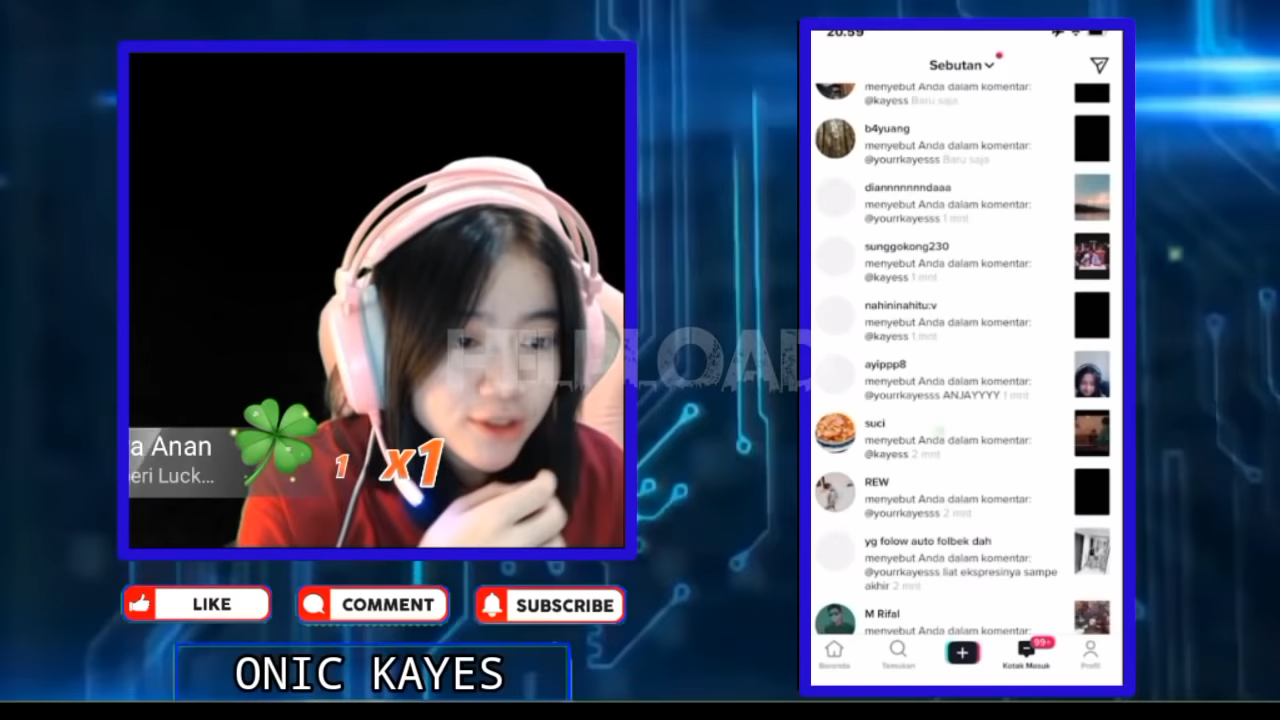 a Anan
eri Luck...
1 x1
LIKE
COMMENT
SUBSCRIBE
ONIC KAYES
20.59
Sebutan
menyebut Anda dalam komentar:
@kayess Baru saja
b4yuang
menyebut Anda dalam komentar:
@yourrkayesss Baru saja
diannnnnnndaaa
menyebut Anda dalam komentar:
@yourrkayesss 1 mnt
sunggokong230
menyebut Anda dalam komentar:
@kayess 1 mnt
nahininahitu:v
menyebut Anda dalam komentar:
@kayess 1 mnt
ayippp8
menyebut Anda dalam komentar:
@yourrkayesss ANJAYYYY 1 mnt
suci
menyebut Anda dalam komentar:
@kayess 2 mnt
REW
menyebut Anda dalam komentar:
@yourrkayesss 2 mnt
yg folow auto folbek dah
menyebut Anda dalam komentar:
@yourrkayesss liat ekspresinya sampe
akhir 2 mnt
M Rifal
menyebut Anda dalam komentar:
99+
Beranda Temukan Kotak Masuk Profil